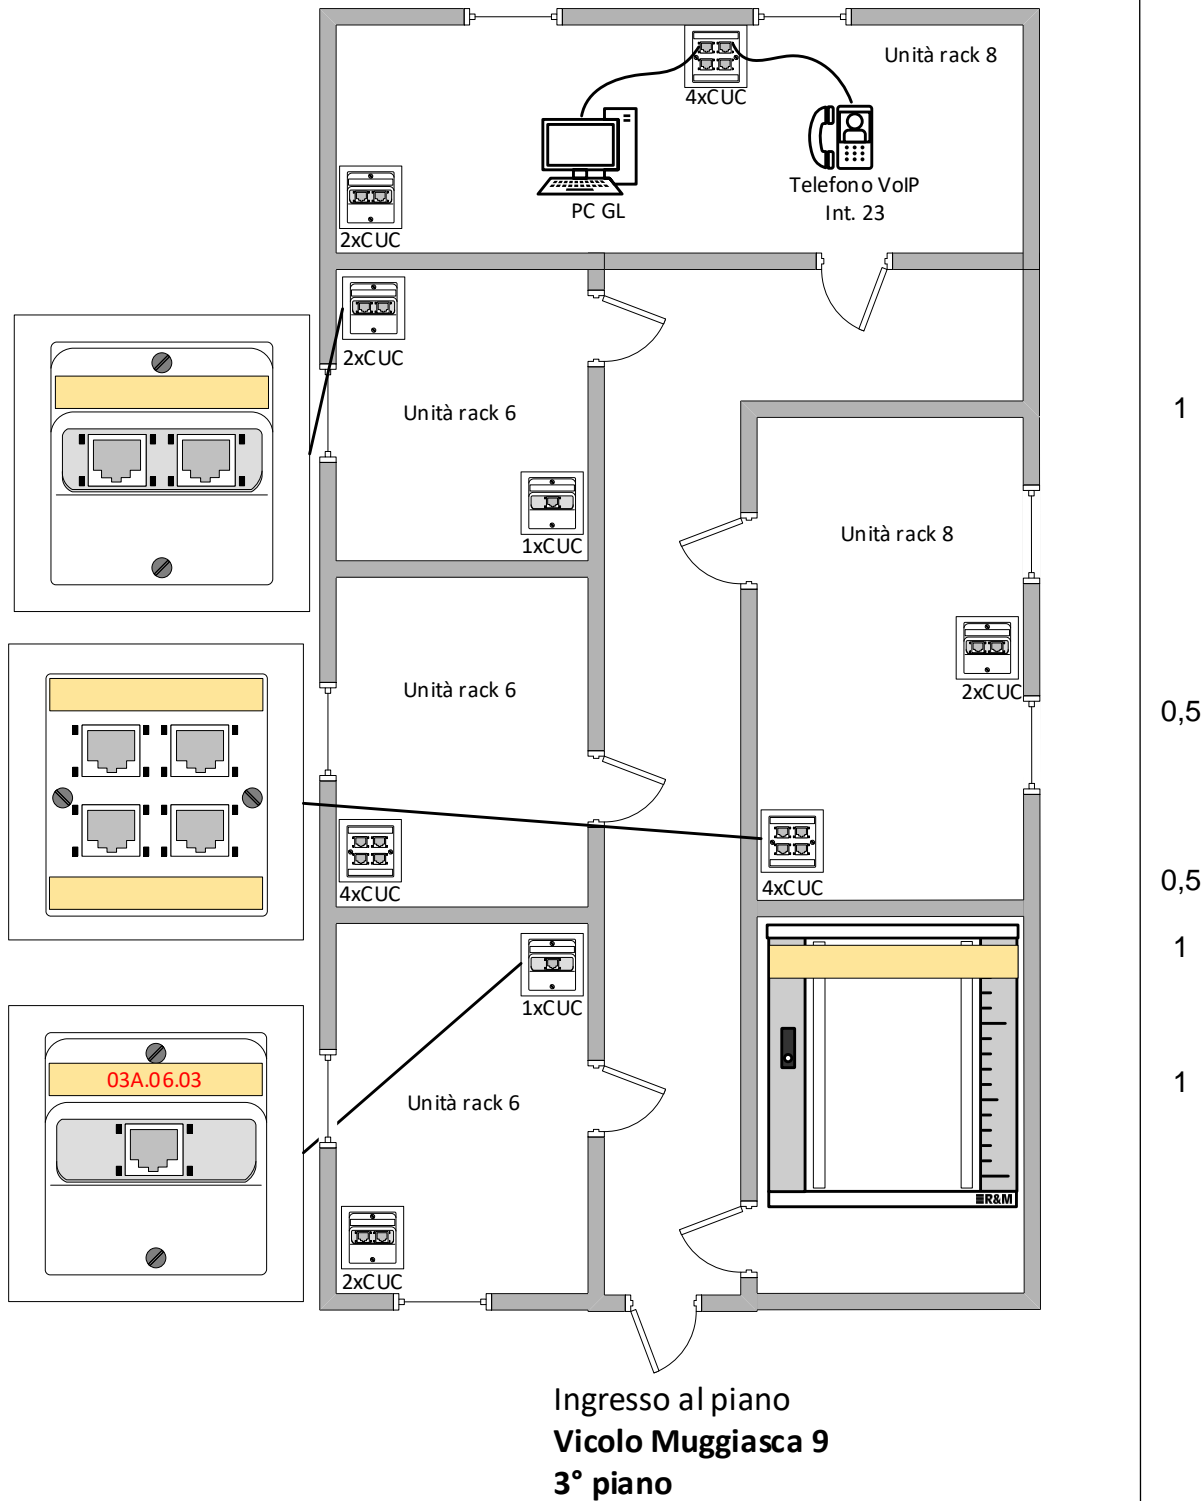 Unità rack 8
4xCUC
Telefono VoIP
Int. 23
PC GL
2xCUC
2xCUC
Unità rack 6
1
1xCUC
Unità rack 8
Unità rack 6
2xCUC
0,5
4xCUC
4xCUC
0,5
1
1xCUC
03A.06.03
1
Unità rack 6
R&M
2xCUC
Ingresso al piano
Vicolo Muggiasca 9
3° piano